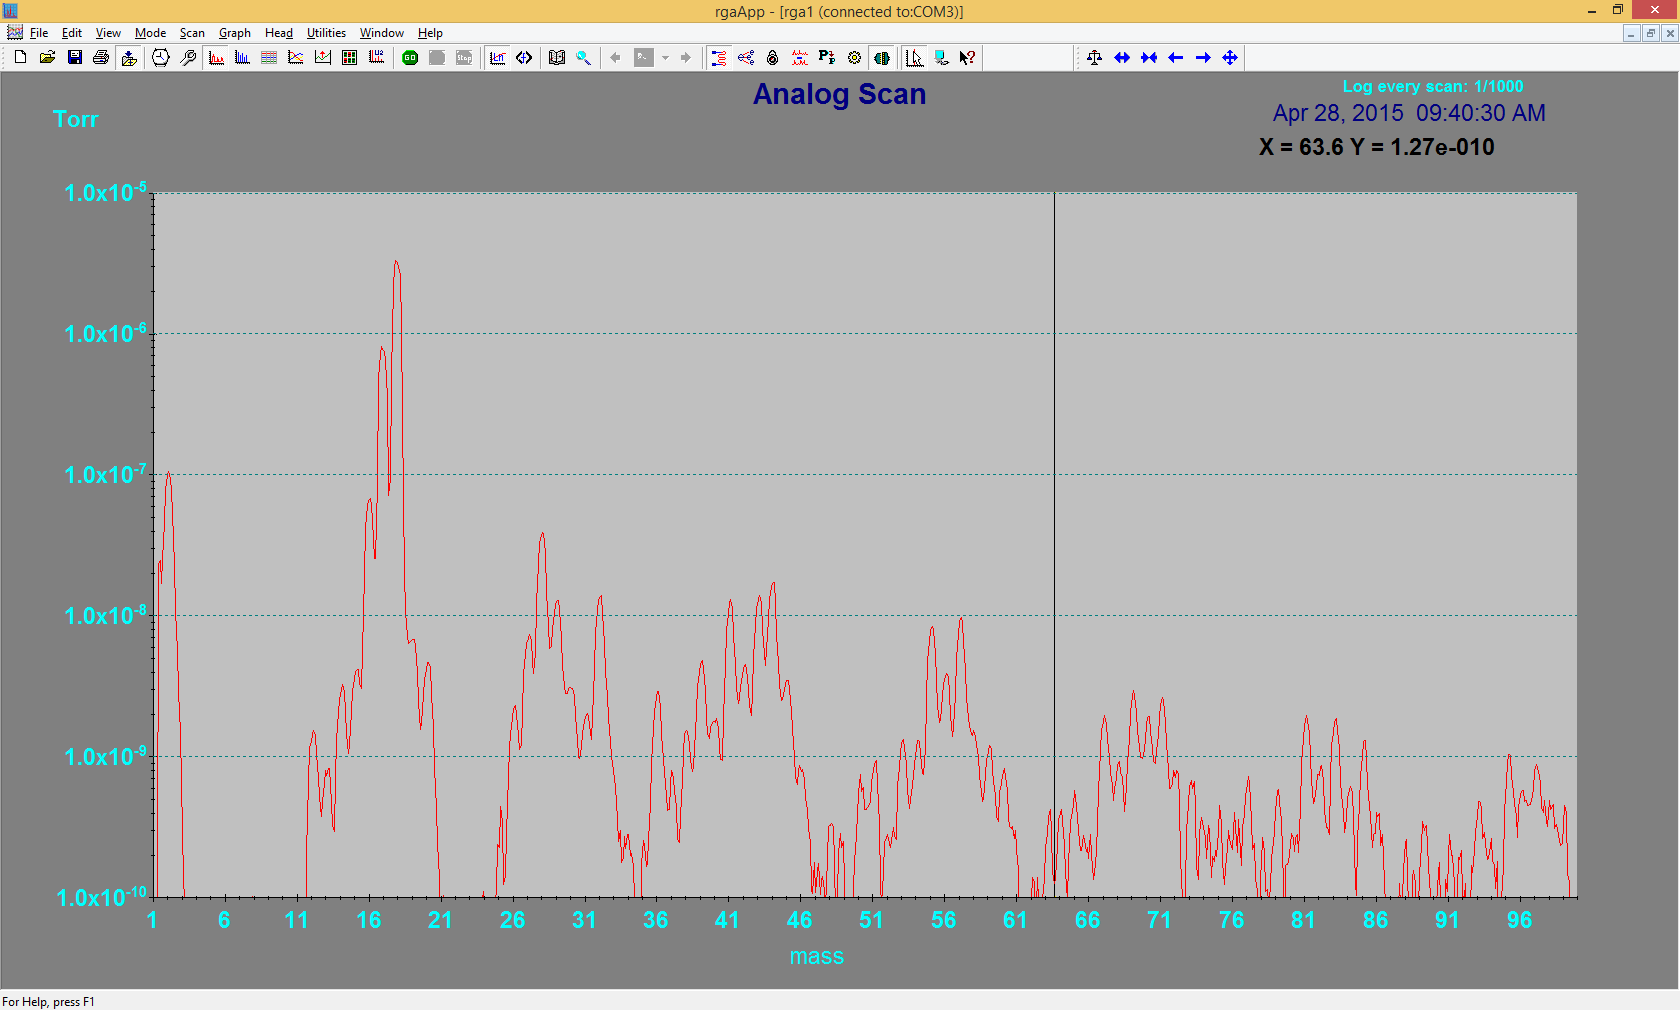 rgaApp - [rga1 (connected to:COM3)]
File Edit View Mode Scan Graph Head Utilities Window Help
GO Stop
Analog Scan
Log every scan: 1/1000
Apr 28, 2015 09:40:30 AM
X = 63.6 Y = 1.27e-010
Torr
1.0x10⁻⁵
1.0x10⁻⁶
1.0x10⁻⁷
1.0x10⁻⁸
1.0x10⁻⁹
1.0x10⁻¹⁰
1 6 11 16 21 26 31 36 41 46 51 56 61 66 71 76 81 86 91 96
mass
For Help, press F1